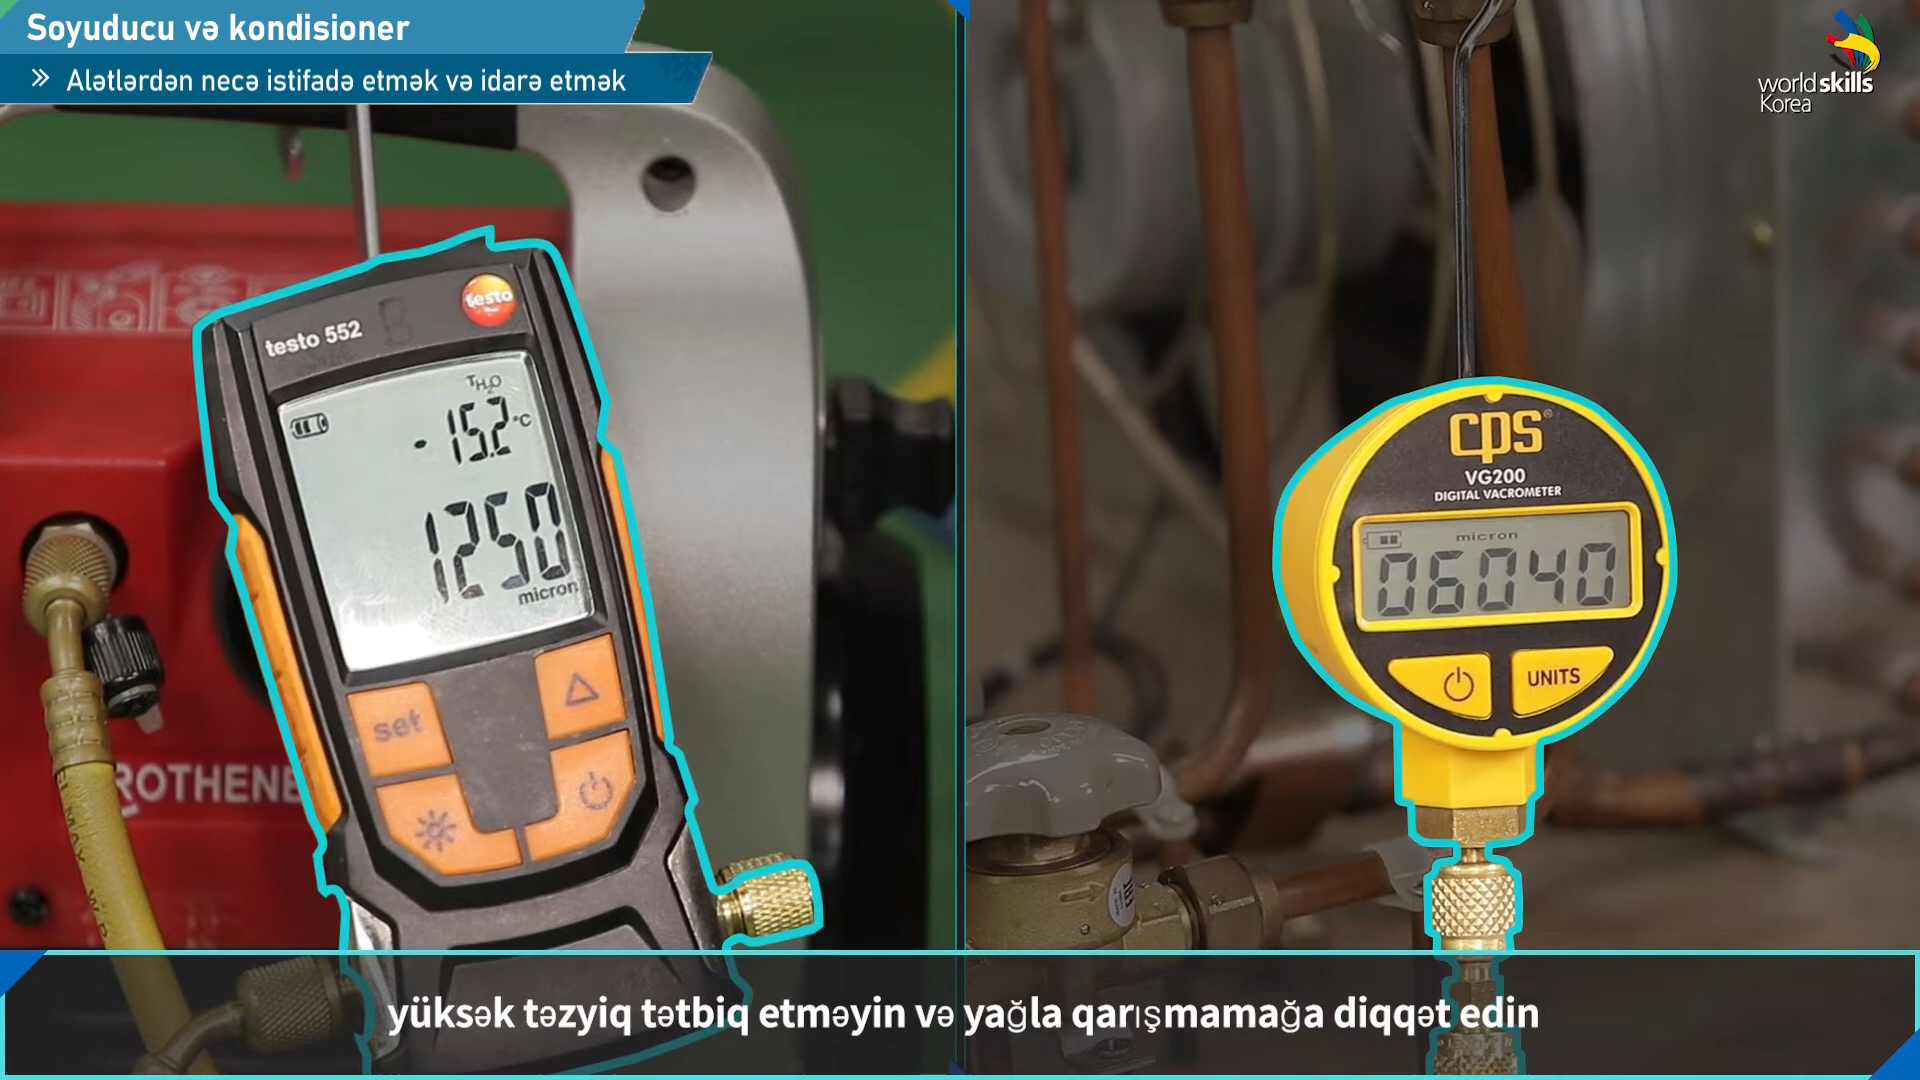 Soyuducu və kondisioner
» Alətlərdən necə istifadə etmək və idarə etmək
worldskills
Korea
testo
testo 552
TH₂O
-15.2 °C
1250
micron
set
ROTHENE
cps®
VG200
DIGITAL VACROMETER
micron
06040
UNITS
yüksək təzyiq tətbiq etməyin və yağla qarışmamağa diqqət edin